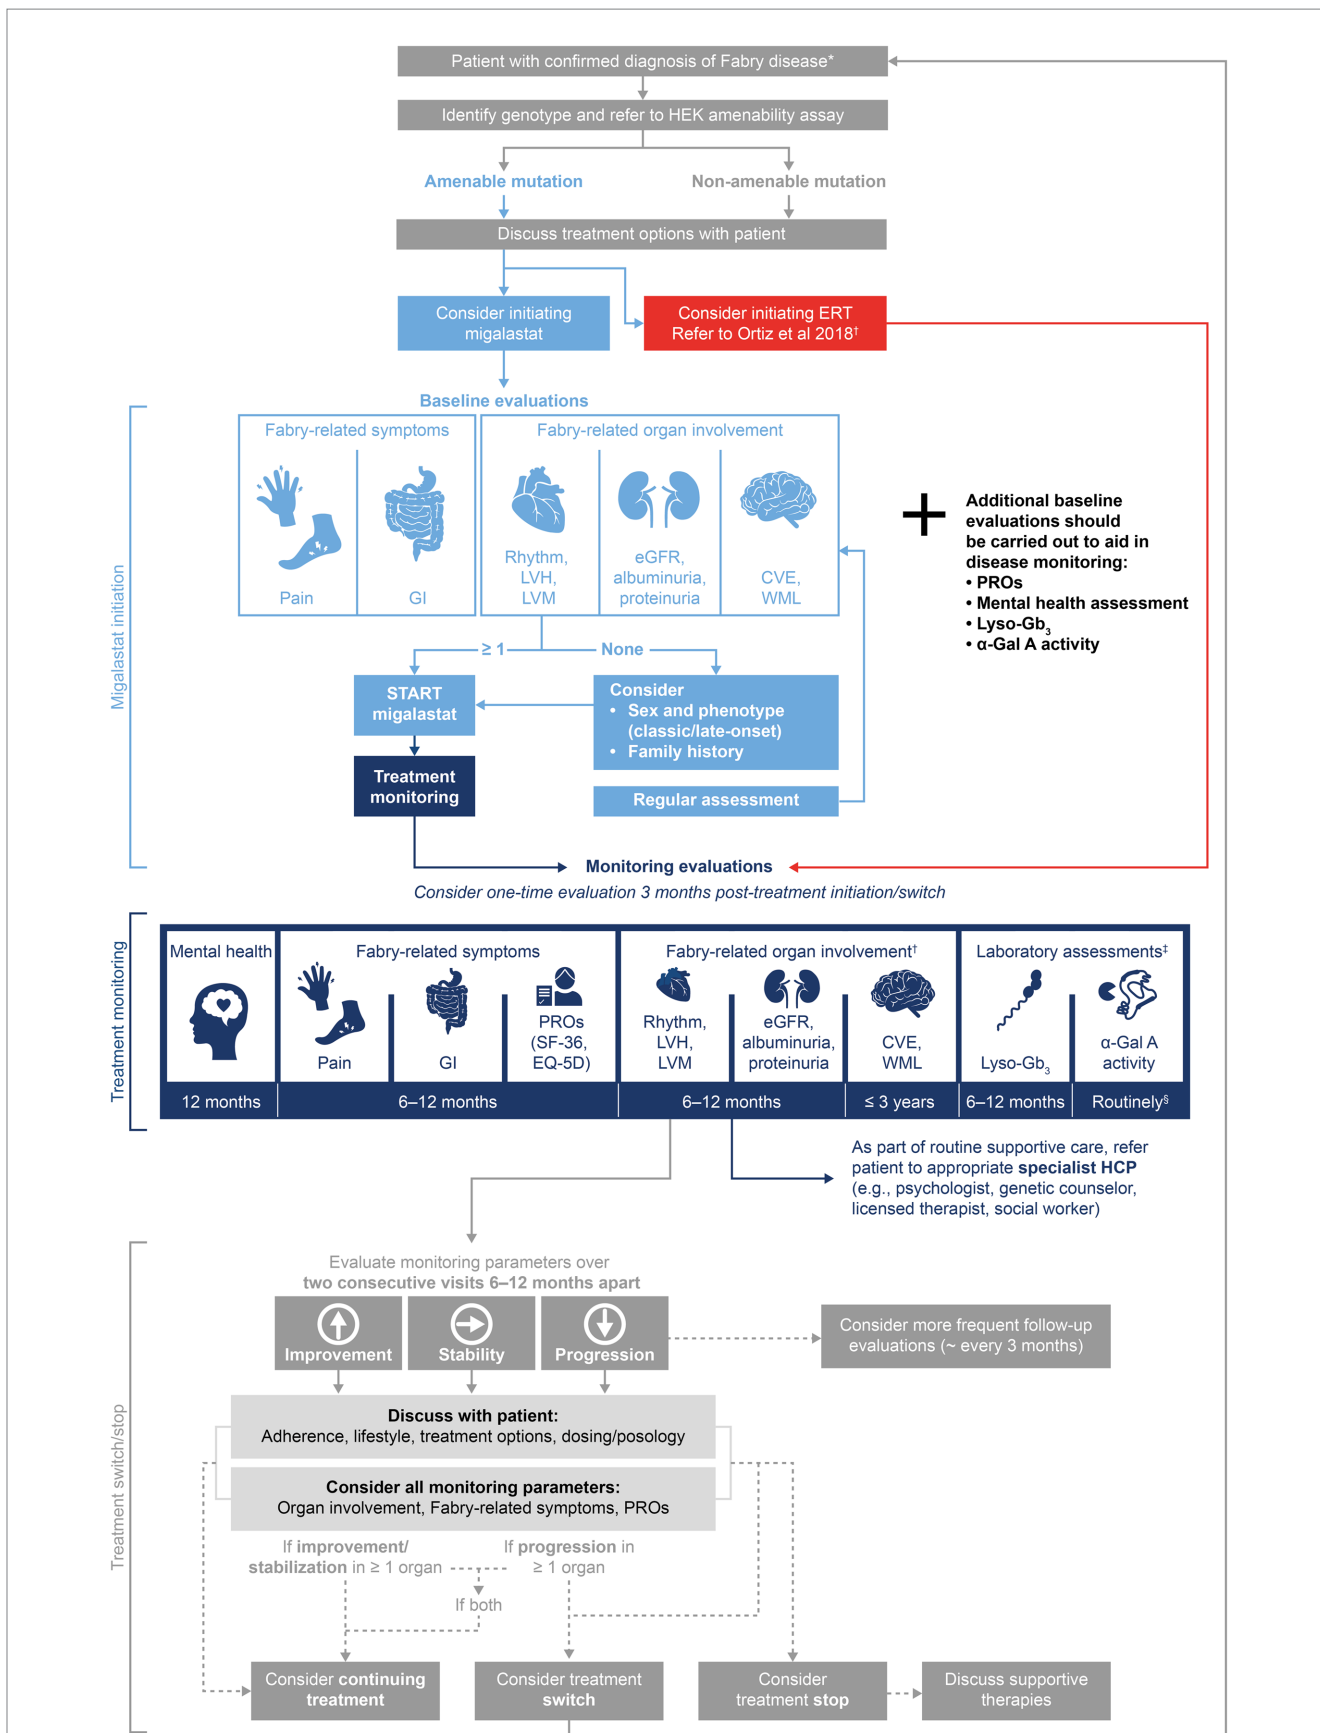 Patient with confirmed diagnosis of Fabry disease*
Identify genotype and refer to HEK amenability assay
Amenable mutation
Non-amenable mutation
Discuss treatment options with patient
Consider initiating
migalastat
Consider initiating ERT
Refer to Ortiz et al 2018†
Migalastat initiation
Baseline evaluations
Fabry-related symptoms
Pain
GI
Fabry-related organ involvement
Rhythm,
LVH,
LVM
eGFR,
albuminuria,
proteinuria
CVE,
WML
+
Additional baseline
evaluations should
be carried out to aid in
disease monitoring:
• PROs
• Mental health assessment
• Lyso-Gb₃
• α-Gal A activity
≥ 1
None
START
migalastat
Consider
• Sex and phenotype
(classic/late-onset)
• Family history
Treatment
monitoring
Regular assessment
Monitoring evaluations
Consider one-time evaluation 3 months post-treatment initiation/switch
Treatment monitoring
Mental health
12 months
Fabry-related symptoms
Pain
GI
PROs
(SF-36,
EQ-5D)
6–12 months
Fabry-related organ involvement†
Rhythm,
LVH,
LVM
eGFR,
albuminuria,
proteinuria
6–12 months
CVE,
WML
≤ 3 years
Laboratory assessments‡
Lyso-Gb₃
6–12 months
α-Gal A
activity
Routinely§
As part of routine supportive care, refer
patient to appropriate specialist HCP
(e.g., psychologist, genetic counselor,
licensed therapist, social worker)
Treatment switch/stop
Evaluate monitoring parameters over
two consecutive visits 6–12 months apart
Improvement
Stability
Progression
Consider more frequent follow-up
evaluations (~ every 3 months)
Discuss with patient:
Adherence, lifestyle, treatment options, dosing/posology
Consider all monitoring parameters:
Organ involvement, Fabry-related symptoms, PROs
If improvement/
stabilization in ≥ 1 organ
If progression in
≥ 1 organ
If both
Consider continuing
treatment
Consider treatment
switch
Consider
treatment stop
Discuss supportive
therapies